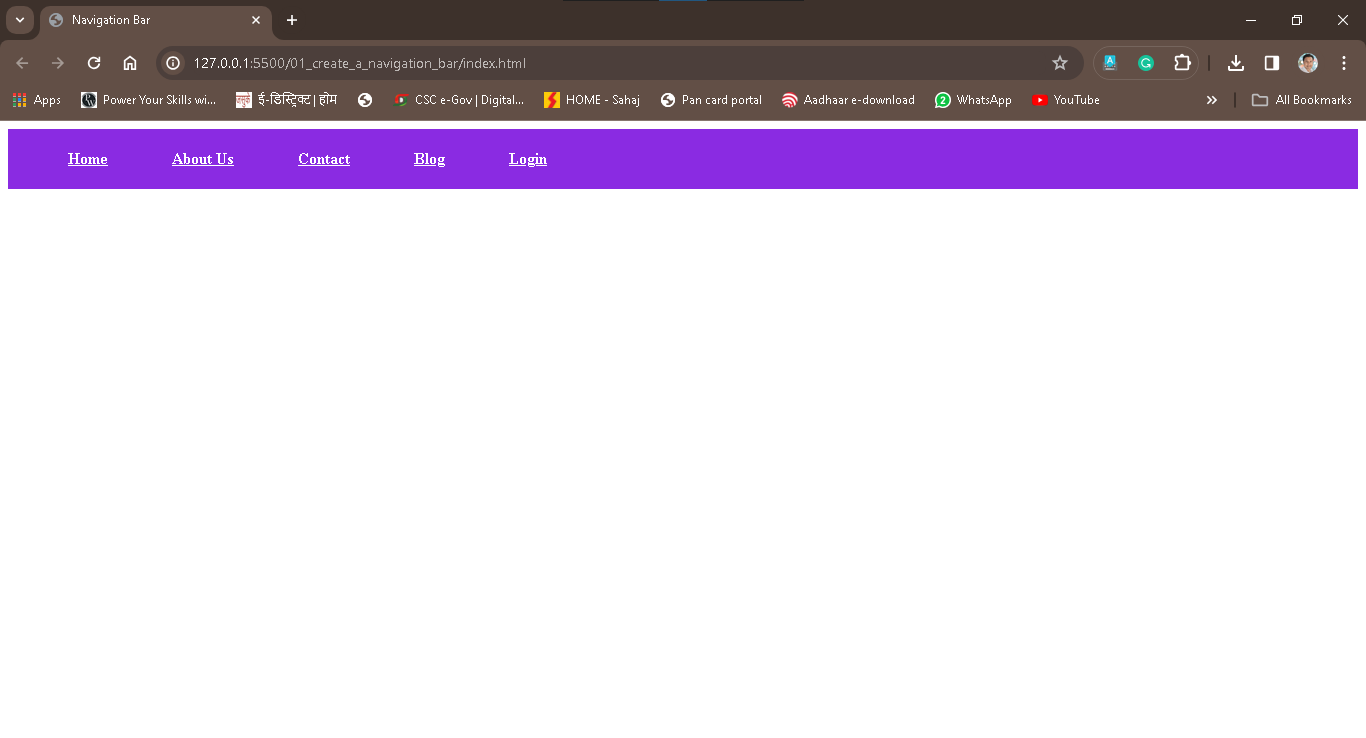 Navigation Bar
127.0.0.1:5500/01_create_a_navigation_bar/index.html
Apps Power Your Skills wi... ई-डिस्ट्रिक्ट | होम CSC e-Gov | Digital... HOME - Sahaj Pan card portal Aadhaar e-download 2 WhatsApp YouTube All Bookmarks
Home About Us Contact Blog Login